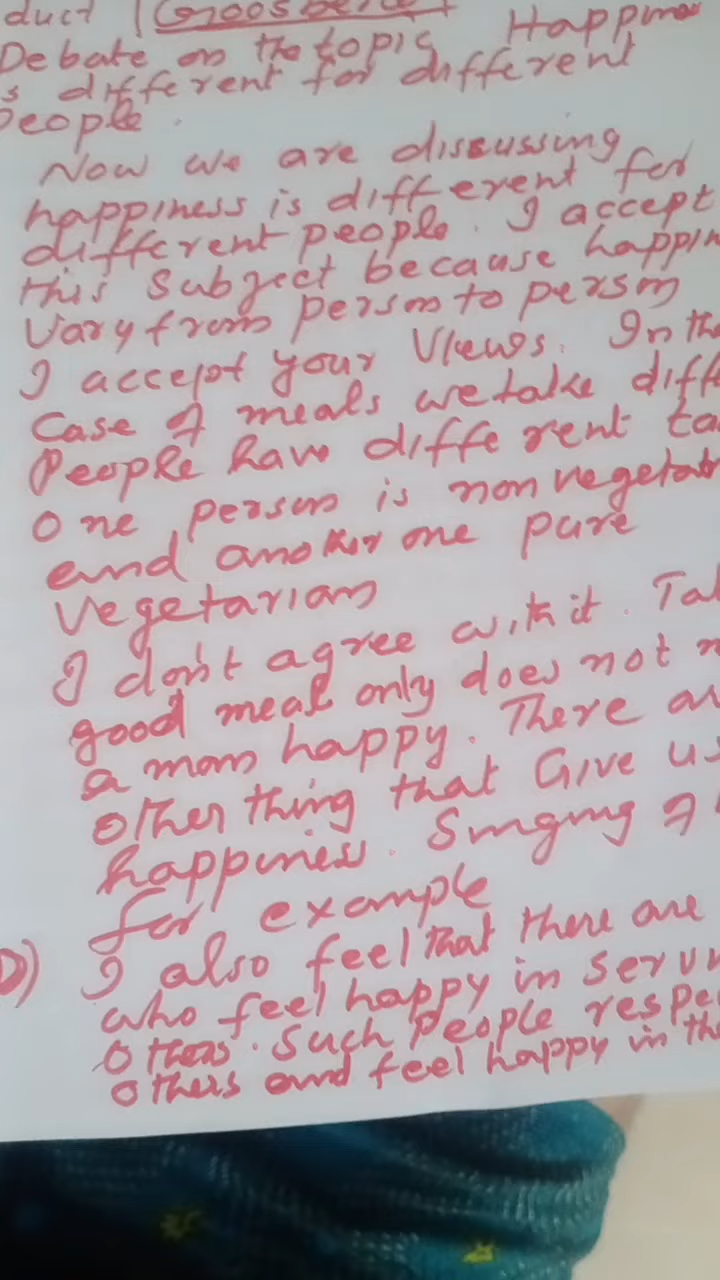 duct | Gooseberries
Debate on the topic Happiness
s different for different
People.
Now we are discussing
happiness is different for
different people. I accept
this Subject because happin
Vary from person to person
I accept your Views. In the
Case of meals we take diff
People have different ta
One person is non vegetar
and another one pure
vegetarian
I don't agree with it. Tak
good meal only does not m
a man happy. There ar
other thing that Give us
happiness. Singing of
for example
D) I also feel that there are
who feel happy in serv
others. Such people respe
others and feel happy in th